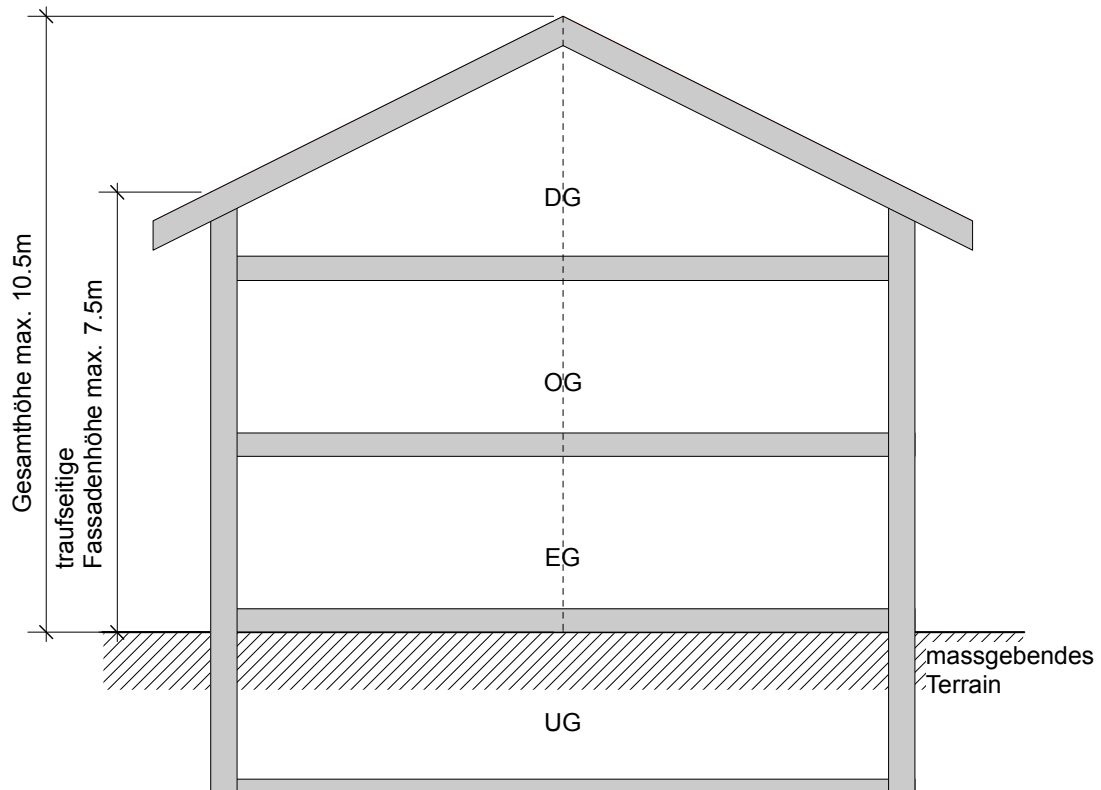 Gesamthöhe max. 10.5m
traufseitige
Fassadenhöhe max. 7.5m
DG
OG
EG
massgebendes
Terrain
UG